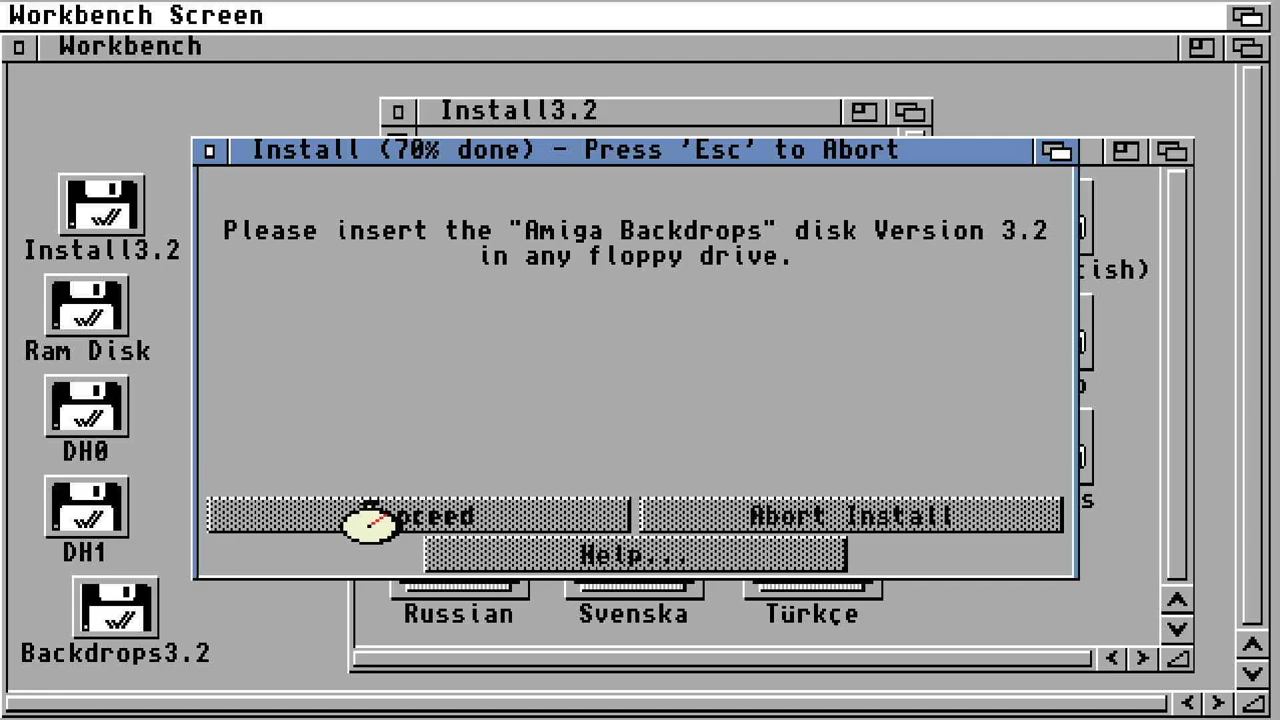 Workbench Screen
Workbench
Install3.2
Install (70% done) - Press 'Esc' to Abort
Please insert the "Amiga Backdrops" disk Version 3.2
in any floppy drive.
Install3.2
Ram Disk
DH0
DH1
Backdrops3.2
Abort Install
Help...
Russian
Svenska
Türkçe